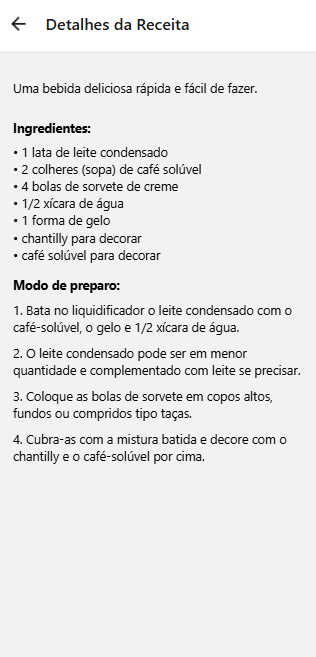 Detalhes da Receita
Uma bebida deliciosa rápida e fácil de fazer.
Ingredientes:
• 1 lata de leite condensado
• 2 colheres (sopa) de café solúvel
• 4 bolas de sorvete de creme
• 1/2 xícara de água
• 1 forma de gelo
• chantilly para decorar
• café solúvel para decorar
Modo de preparo:
1. Bata no liquidificador o leite condensado com o
café-solúvel, o gelo e 1/2 xícara de água.
2. O leite condensado pode ser em menor
quantidade e complementado com leite se precisar.
3. Coloque as bolas de sorvete em copos altos,
fundos ou compridos tipo taças.
4. Cubra-as com a mistura batida e decore com o
chantilly e o café-solúvel por cima.